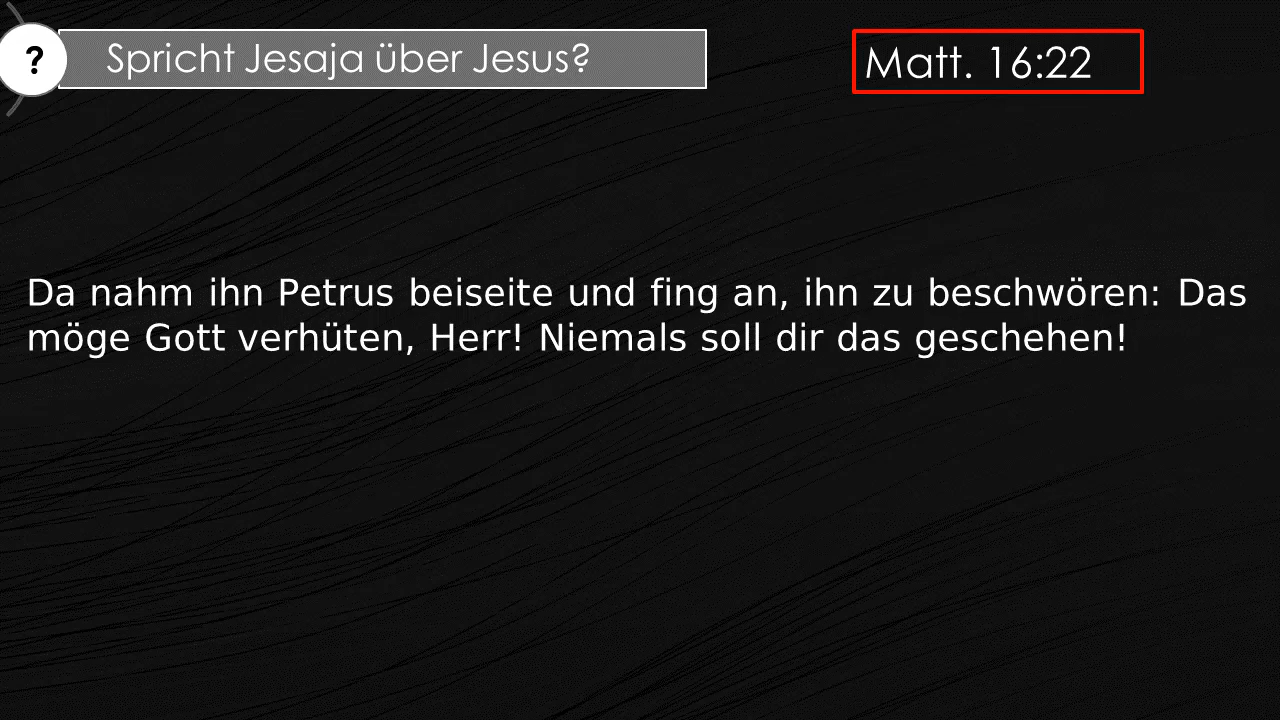 ?
Spricht Jesaja über Jesus?
Matt. 16:22
Da nahm ihn Petrus beiseite und fing an, ihn zu beschwören: Das
möge Gott verhüten, Herr! Niemals soll dir das geschehen!